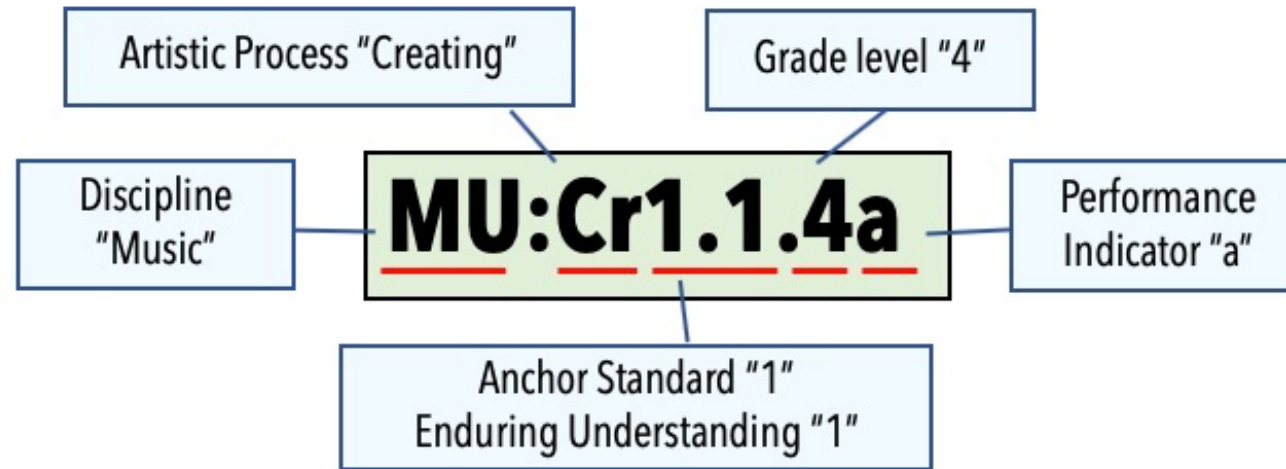 Artistic Process "Creating"
Grade level "4"
Discipline
"Music"
MU:Cr1.1.4a
Performance
Indicator "a"
Anchor Standard "1"
Enduring Understanding "1"